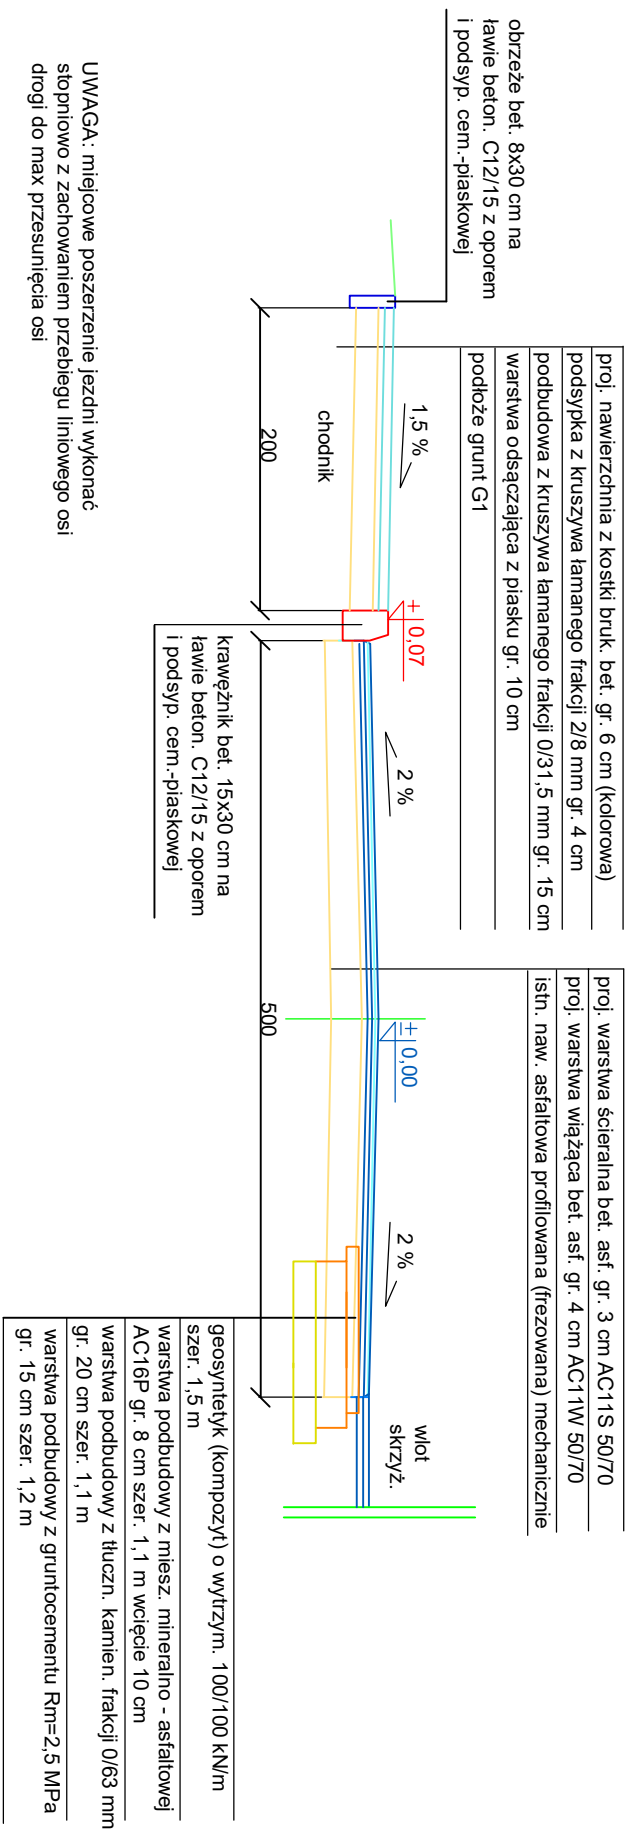 obrzeże bet. 8x30 cm na
ławie beton. C12/15 z oporem
i podsyp. cem.-piaskowej
proj. nawierzchnia z kostki bruk. bet. gr. 6 cm (kolorowa)
podsypka z kruszywa łamanego frakcji 2/8 mm gr. 4 cm
podbudowa z kruszywa łamanego frakcji 0/31,5 mm gr. 15 cm
warstwa odsączająca z piasku gr. 10 cm
podłoże grunt G1
proj. warstwa ścieralna bet. asf. gr. 3 cm AC11S 50/70
proj. warstwa wiążąca bet. asf. gr. 4 cm AC11W 50/70
istn. naw. asfaltowa profilowana (frezowana) mechanicznie
1,5 %
+ 0,07
2 %
± 0,00
2 %
wlot
skrzyż.
chodnik
200
500
krawężnik bet. 15x30 cm na
ławie beton. C12/15 z oporem
i podsyp. cem.-piaskowej
geosyntetyk (kompozyt) o wytrzym. 100/100 kN/m
szer. 1,5 m
warstwa podbudowy z miesz. mineralno - asfaltowej
AC16P gr. 8 cm szer. 1,1 m wcięcie 10 cm
warstwa podbudowy z tłuczn. kamien. frakcji 0/63 mm
gr. 20 cm szer. 1,1 m
warstwa podbudowy z gruntocementu Rm=2,5 MPa
gr. 15 cm szer. 1,2 m
UWAGA: miejcowe poszerzenie jezdni wykonać
stopniowo z zachowaniem przebiegu liniowego osi
drogi do max przesunięcia osi